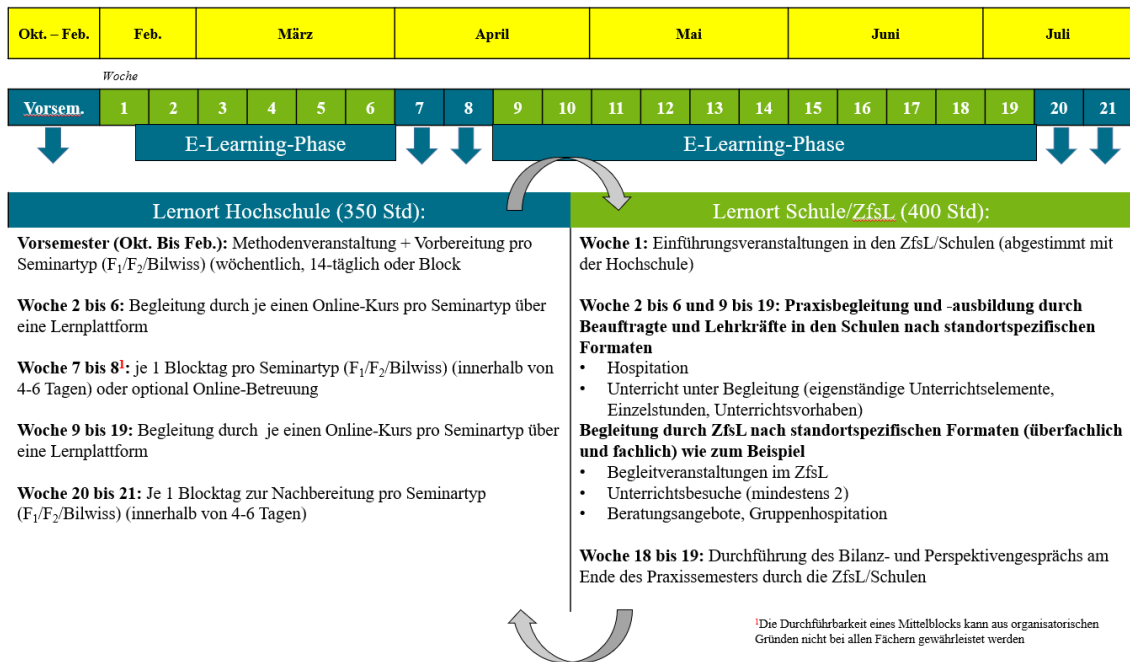 Okt. – Feb. Feb. März April Mai Juni Juli
Woche
Vorsem. 1 2 3 4 5 6 7 8 9 10 11 12 13 14 15 16 17 18 19 20 21
E-Learning-Phase E-Learning-Phase
Lernort Hochschule (350 Std):
Vorsemester (Okt. Bis Feb.): Methodenveranstaltung + Vorbereitung pro
Seminartyp (F₁/F₂/Bilwiss) (wöchentlich, 14-täglich oder Block
Woche 2 bis 6: Begleitung durch je einen Online-Kurs pro Seminartyp über
eine Lernplattform
Woche 7 bis 8¹: je 1 Blocktag pro Seminartyp (F₁/F₂/Bilwiss) (innerhalb von
4-6 Tagen) oder optional Online-Betreuung
Woche 9 bis 19: Begleitung durch je einen Online-Kurs pro Seminartyp über
eine Lernplattform
Woche 20 bis 21: Je 1 Blocktag zur Nachbereitung pro Seminartyp
(F₁/F₂/Bilwiss) (innerhalb von 4-6 Tagen)
Lernort Schule/ZfsL (400 Std):
Woche 1: Einführungsveranstaltungen in den ZfsL/Schulen (abgestimmt mit
der Hochschule)
Woche 2 bis 6 und 9 bis 19: Praxisbegleitung und -ausbildung durch
Beauftragte und Lehrkräfte in den Schulen nach standortspezifischen
Formaten
• Hospitation
• Unterricht unter Begleitung (eigenständige Unterrichtselemente,
Einzelstunden, Unterrichtsvorhaben)
Begleitung durch ZfsL nach standortspezifischen Formaten (überfachlich
und fachlich) wie zum Beispiel
• Begleitveranstaltungen im ZfsL
• Unterrichtsbesuche (mindestens 2)
• Beratungsangebote, Gruppenhospitation
Woche 18 bis 19: Durchführung des Bilanz- und Perspektivengesprächs am
Ende des Praxissemesters durch die ZfsL/Schulen
¹Die Durchführbarkeit eines Mittelblocks kann aus organisatorischen
Gründen nicht bei allen Fächern gewährleistet werden